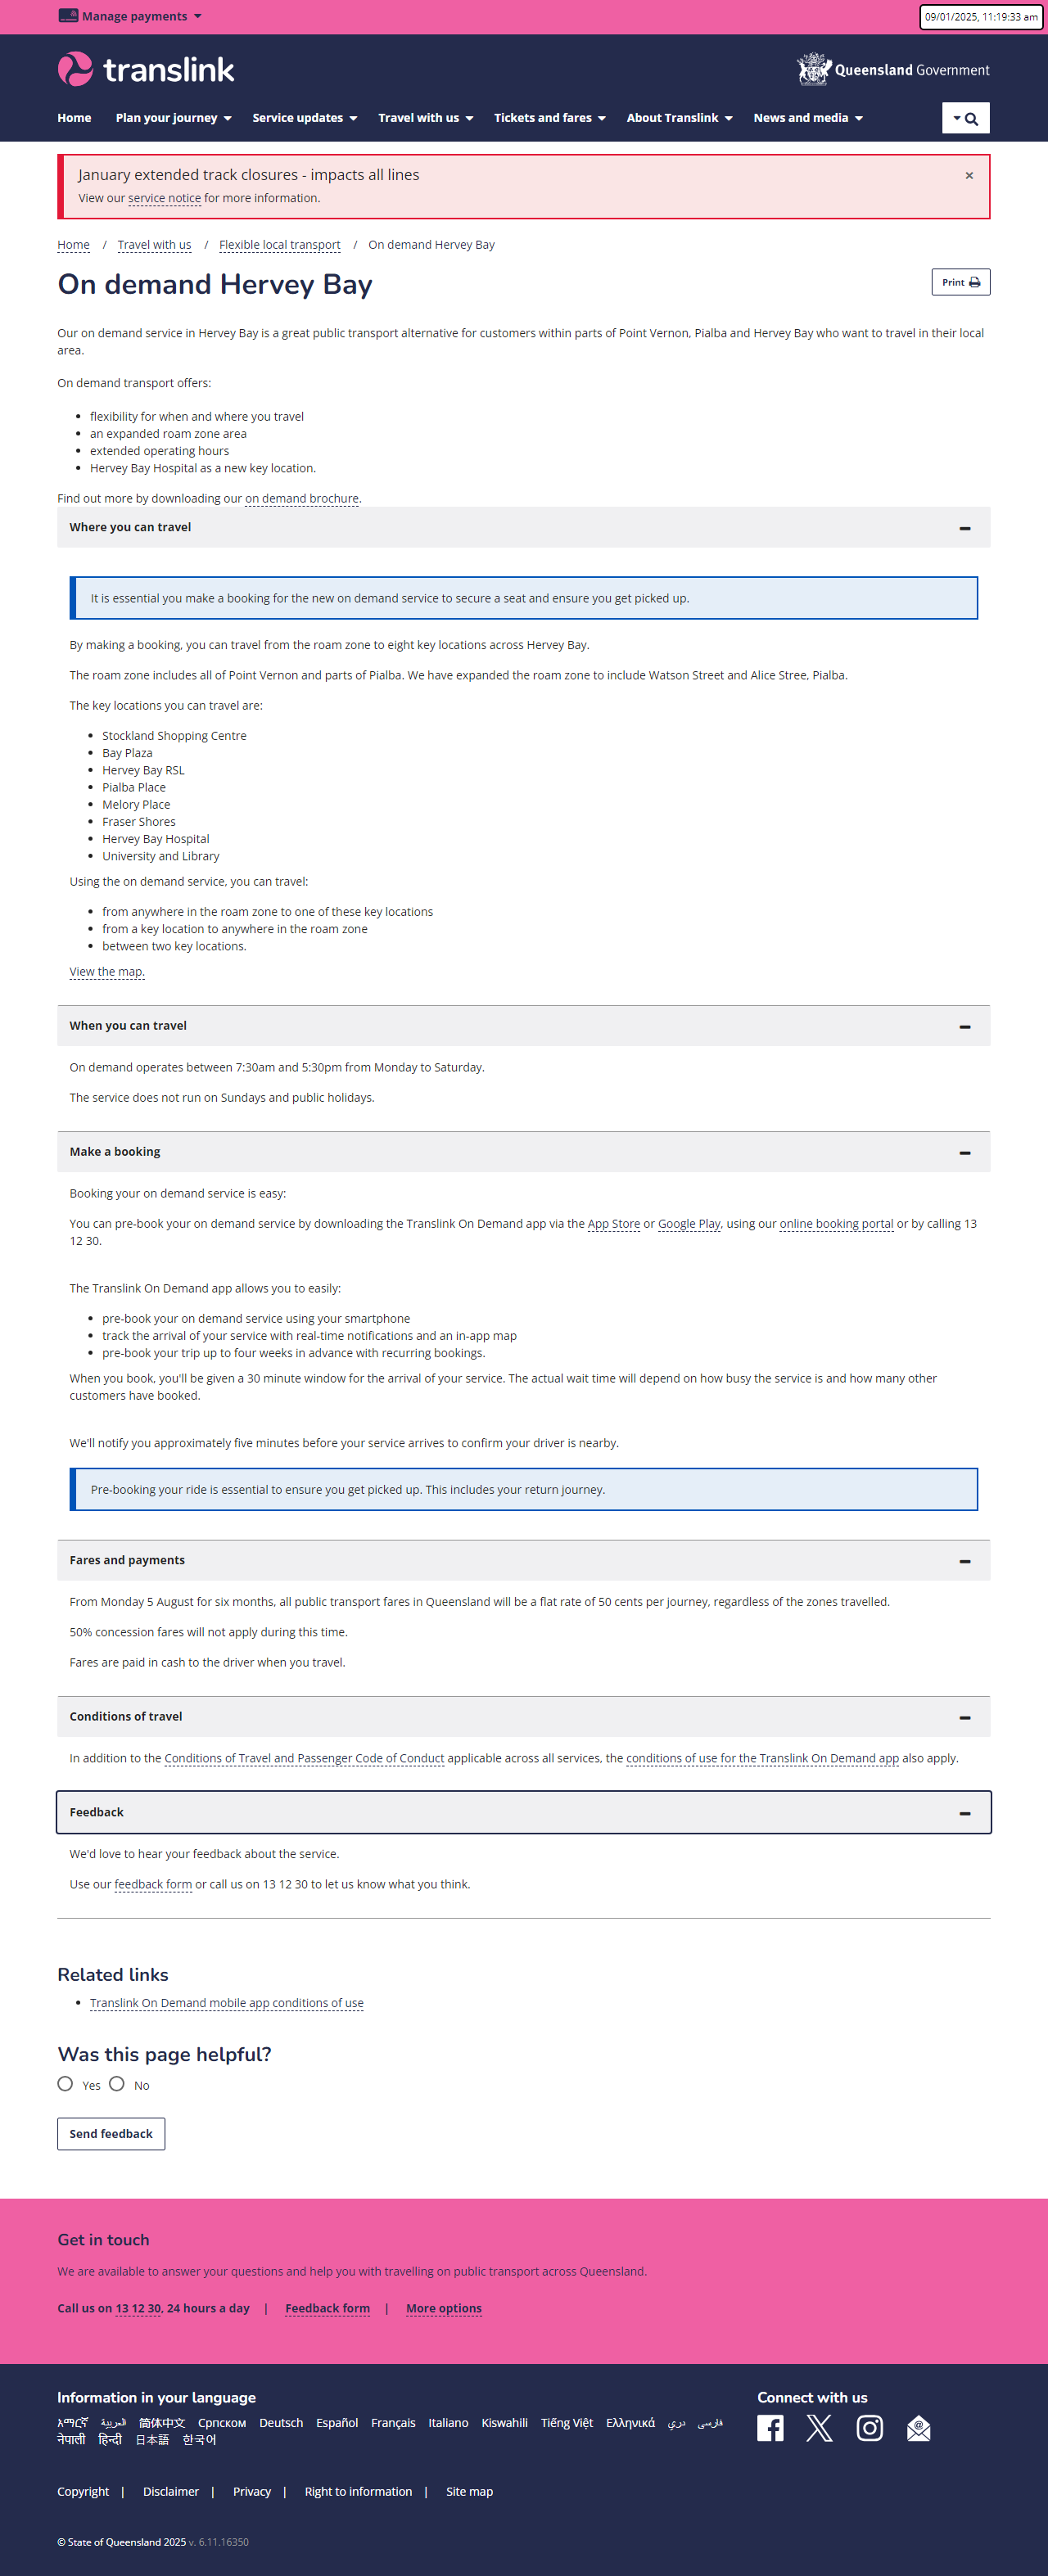 Manage payments
09/01/2025, 11:19:33 am
translink
Queensland Government
Home Plan your journey Service updates Travel with us Tickets and fares About Translink News and media
January extended track closures - impacts all lines ×
View our service notice for more information.
Home / Travel with us / Flexible local transport / On demand Hervey Bay
On demand Hervey Bay
Print
Our on demand service in Hervey Bay is a great public transport alternative for customers within parts of Point Vernon, Pialba and Hervey Bay who want to travel in their local
area.
On demand transport offers:
• flexibility for when and where you travel
• an expanded roam zone area
• extended operating hours
• Hervey Bay Hospital as a new key location.
Find out more by downloading our on demand brochure.
Where you can travel
It is essential you make a booking for the new on demand service to secure a seat and ensure you get picked up.
By making a booking, you can travel from the roam zone to eight key locations across Hervey Bay.
The roam zone includes all of Point Vernon and parts of Pialba. We have expanded the roam zone to include Watson Street and Alice Stree, Pialba.
The key locations you can travel are:
• Stockland Shopping Centre
• Bay Plaza
• Hervey Bay RSL
• Pialba Place
• Melory Place
• Fraser Shores
• Hervey Bay Hospital
• University and Library
Using the on demand service, you can travel:
• from anywhere in the roam zone to one of these key locations
• from a key location to anywhere in the roam zone
• between two key locations.
View the map.
When you can travel
On demand operates between 7:30am and 5:30pm from Monday to Saturday.
The service does not run on Sundays and public holidays.
Make a booking
Booking your on demand service is easy:
You can pre-book your on demand service by downloading the Translink On Demand app via the App Store or Google Play, using our online booking portal or by calling 13
12 30.
The Translink On Demand app allows you to easily:
• pre-book your on demand service using your smartphone
• track the arrival of your service with real-time notifications and an in-app map
• pre-book your trip up to four weeks in advance with recurring bookings.
When you book, you'll be given a 30 minute window for the arrival of your service. The actual wait time will depend on how busy the service is and how many other
customers have booked.
We'll notify you approximately five minutes before your service arrives to confirm your driver is nearby.
Pre-booking your ride is essential to ensure you get picked up. This includes your return journey.
Fares and payments
From Monday 5 August for six months, all public transport fares in Queensland will be a flat rate of 50 cents per journey, regardless of the zones travelled.
50% concession fares will not apply during this time.
Fares are paid in cash to the driver when you travel.
Conditions of travel
In addition to the Conditions of Travel and Passenger Code of Conduct applicable across all services, the conditions of use for the Translink On Demand app also apply.
Feedback
We'd love to hear your feedback about the service.
Use our feedback form or call us on 13 12 30 to let us know what you think.
Related links
• Translink On Demand mobile app conditions of use
Was this page helpful?
Yes No
Send feedback
Get in touch
We are available to answer your questions and help you with travelling on public transport across Queensland.
Call us on 13 12 30, 24 hours a day | Feedback form | More options
Information in your language
አማርኛ العربية 简体中文 Српском Deutsch Español Français Italiano Kiswahili Tiếng Việt Ελληνικά دري فارسی
नेपाली हिन्दी 日本語 한국어
Connect with us
Copyright | Disclaimer | Privacy | Right to information | Site map
© State of Queensland 2025 v. 6.11.16350